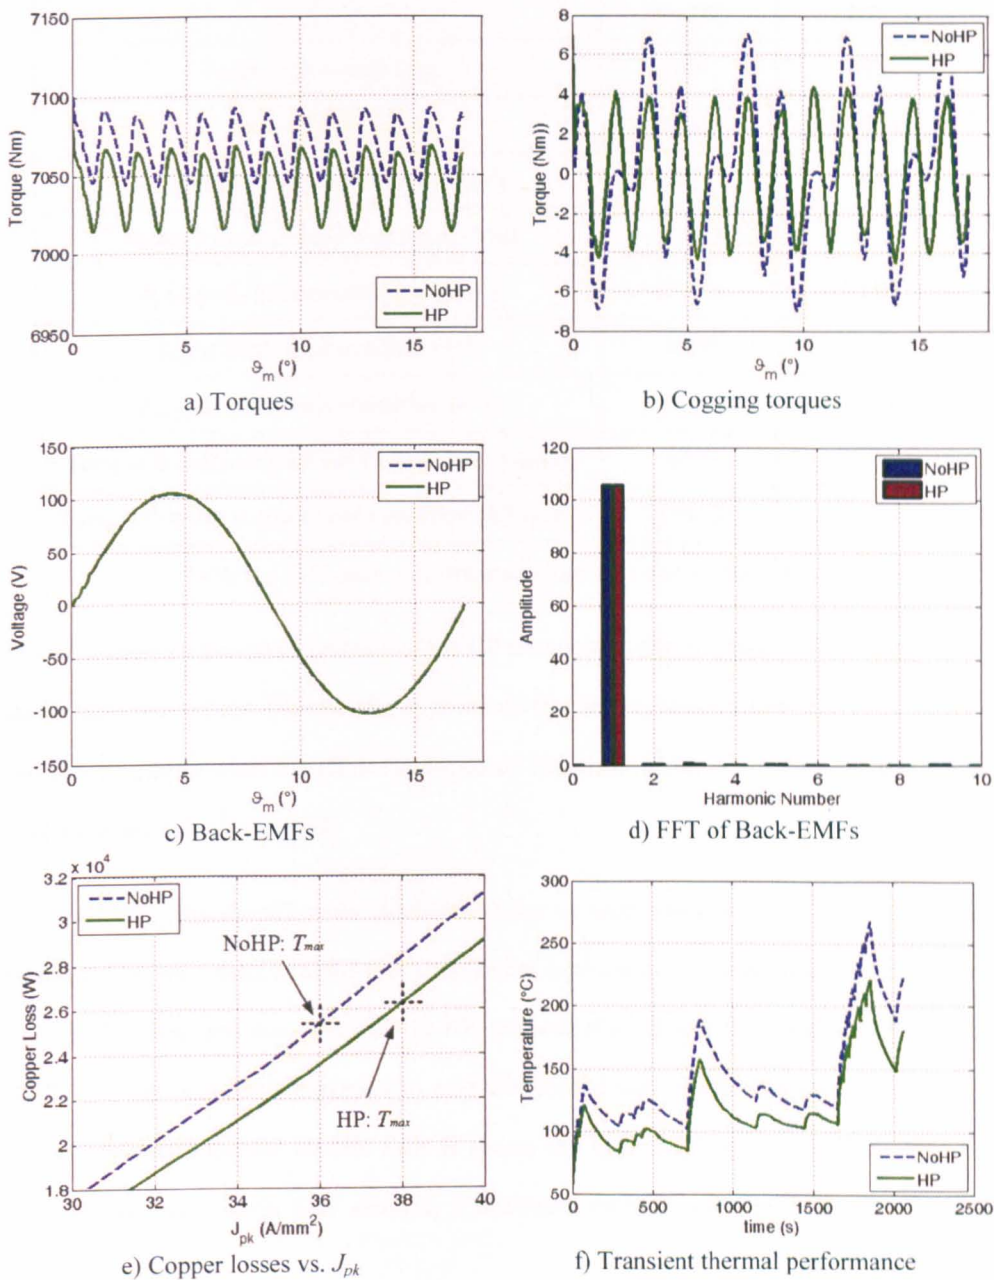 7150
7100
7050
7000
6950
Torque (Nm)
NoHP
HP
0 5 10 15
ϑm (°)
a) Torques
8
6
4
2
0
-2
-4
-6
-8
Torque (Nm))
NoHP
HP
0 5 10 15
ϑm (°)
b) Cogging torques
150
100
50
0
-50
-100
-150
Voltage (V)
NoHP
HP
0 5 10 15
ϑm (°)
c) Back-EMFs
120
100
80
60
40
20
0
Amplitude
NoHP
HP
0 2 4 6 8 10
Harmonic Number
d) FFT of Back-EMFs
x 10^4
3.2
3
2.8
2.6
2.4
2.2
2
1.8
Copper Loss (W)
NoHP
HP
NoHP: Tmax
HP: Tmax
30 32 34 36 38 40
Jpk (A/mm²)
e) Copper losses vs. Jpk
300
250
200
150
100
50
Temperature (°C)
NoHP
HP
0 500 1000 1500 2000 2500
time (s)
f) Transient thermal performance